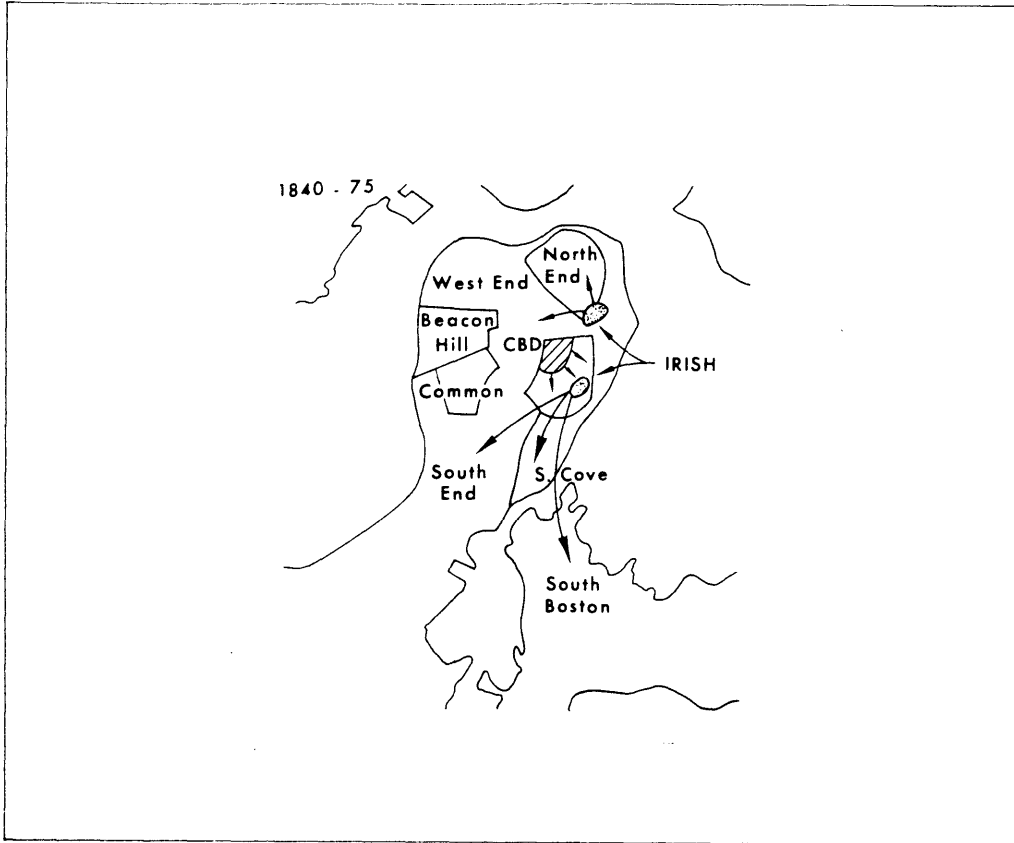 1840 - 75
North
End
West End
Beacon
Hill
CBD
IRISH
Common
South
End
S. Cove
South
Boston